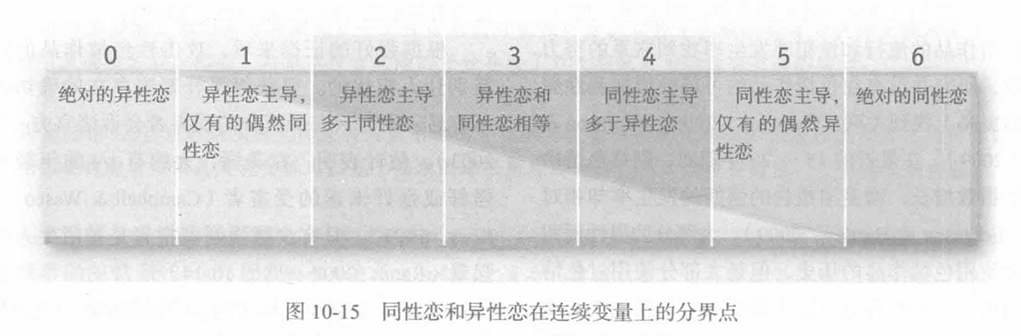 0 1 2 3 4 5 6
绝对的异性恋
异性恋主导，
仅有的偶然同
性恋
异性恋主导
多于同性恋
异性恋和
同性恋相等
同性恋主导
多于异性恋
同性恋主导，
仅有的偶然异
性恋
绝对的同性恋
图 10-15 同性恋和异性恋在连续变量上的分界点